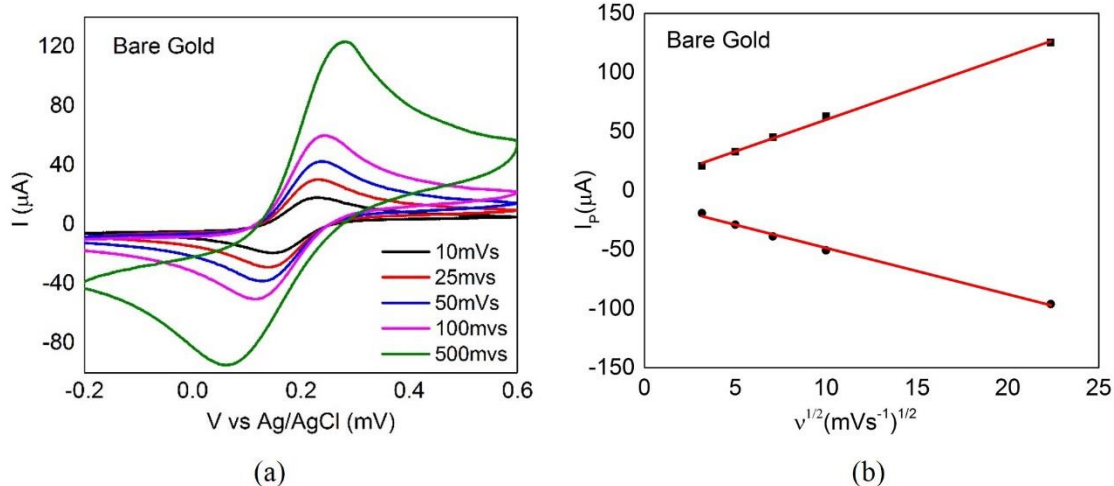 Bare Gold
120
80
40
0
-40
-80
I (µA)
10mVs
25mvs
50mVs
100mvs
500mvs
-0.2 0.0 0.2 0.4 0.6
V vs Ag/AgCl (mV)
(a)
Bare Gold
150
100
50
0
-50
-100
-150
I_P(µA)
0 5 10 15 20 25
ν^1/2(mVs^-1)^1/2
(b)